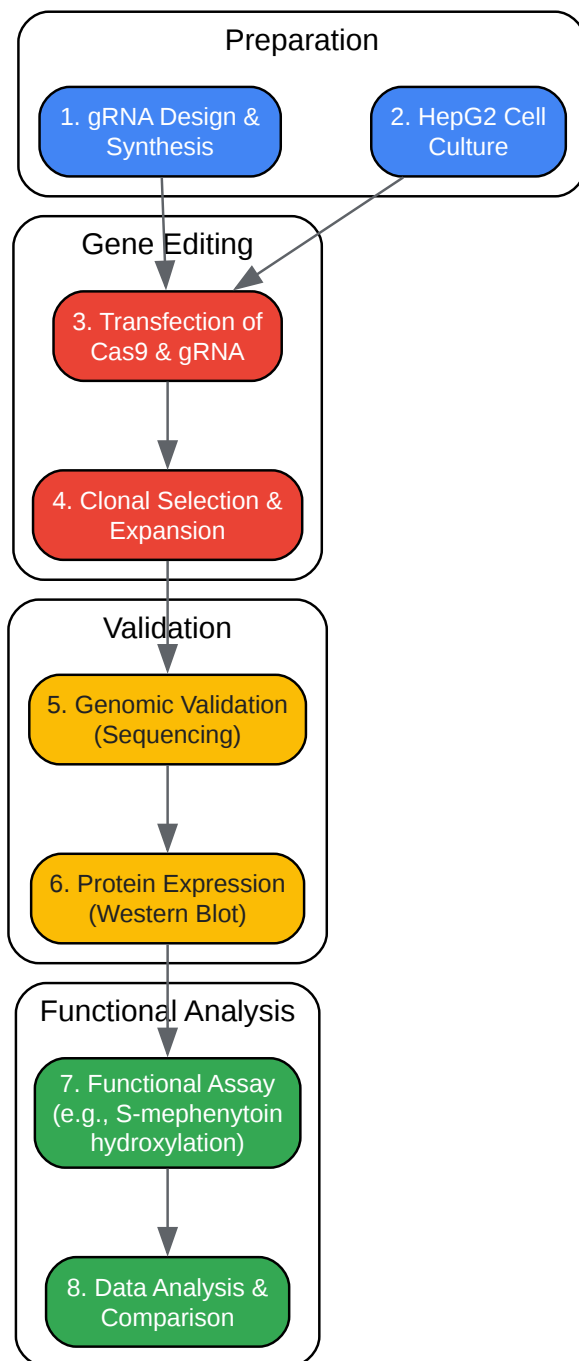 Preparation
1. gRNA Design &
Synthesis
2. HepG2 Cell
Culture
Gene Editing
3. Transfection of
Cas9 & gRNA
4. Clonal Selection &
Expansion
Validation
5. Genomic Validation
(Sequencing)
6. Protein Expression
(Western Blot)
Functional Analysis
7. Functional Assay
(e.g., S-mephenytoin
hydroxylation)
8. Data Analysis &
Comparison